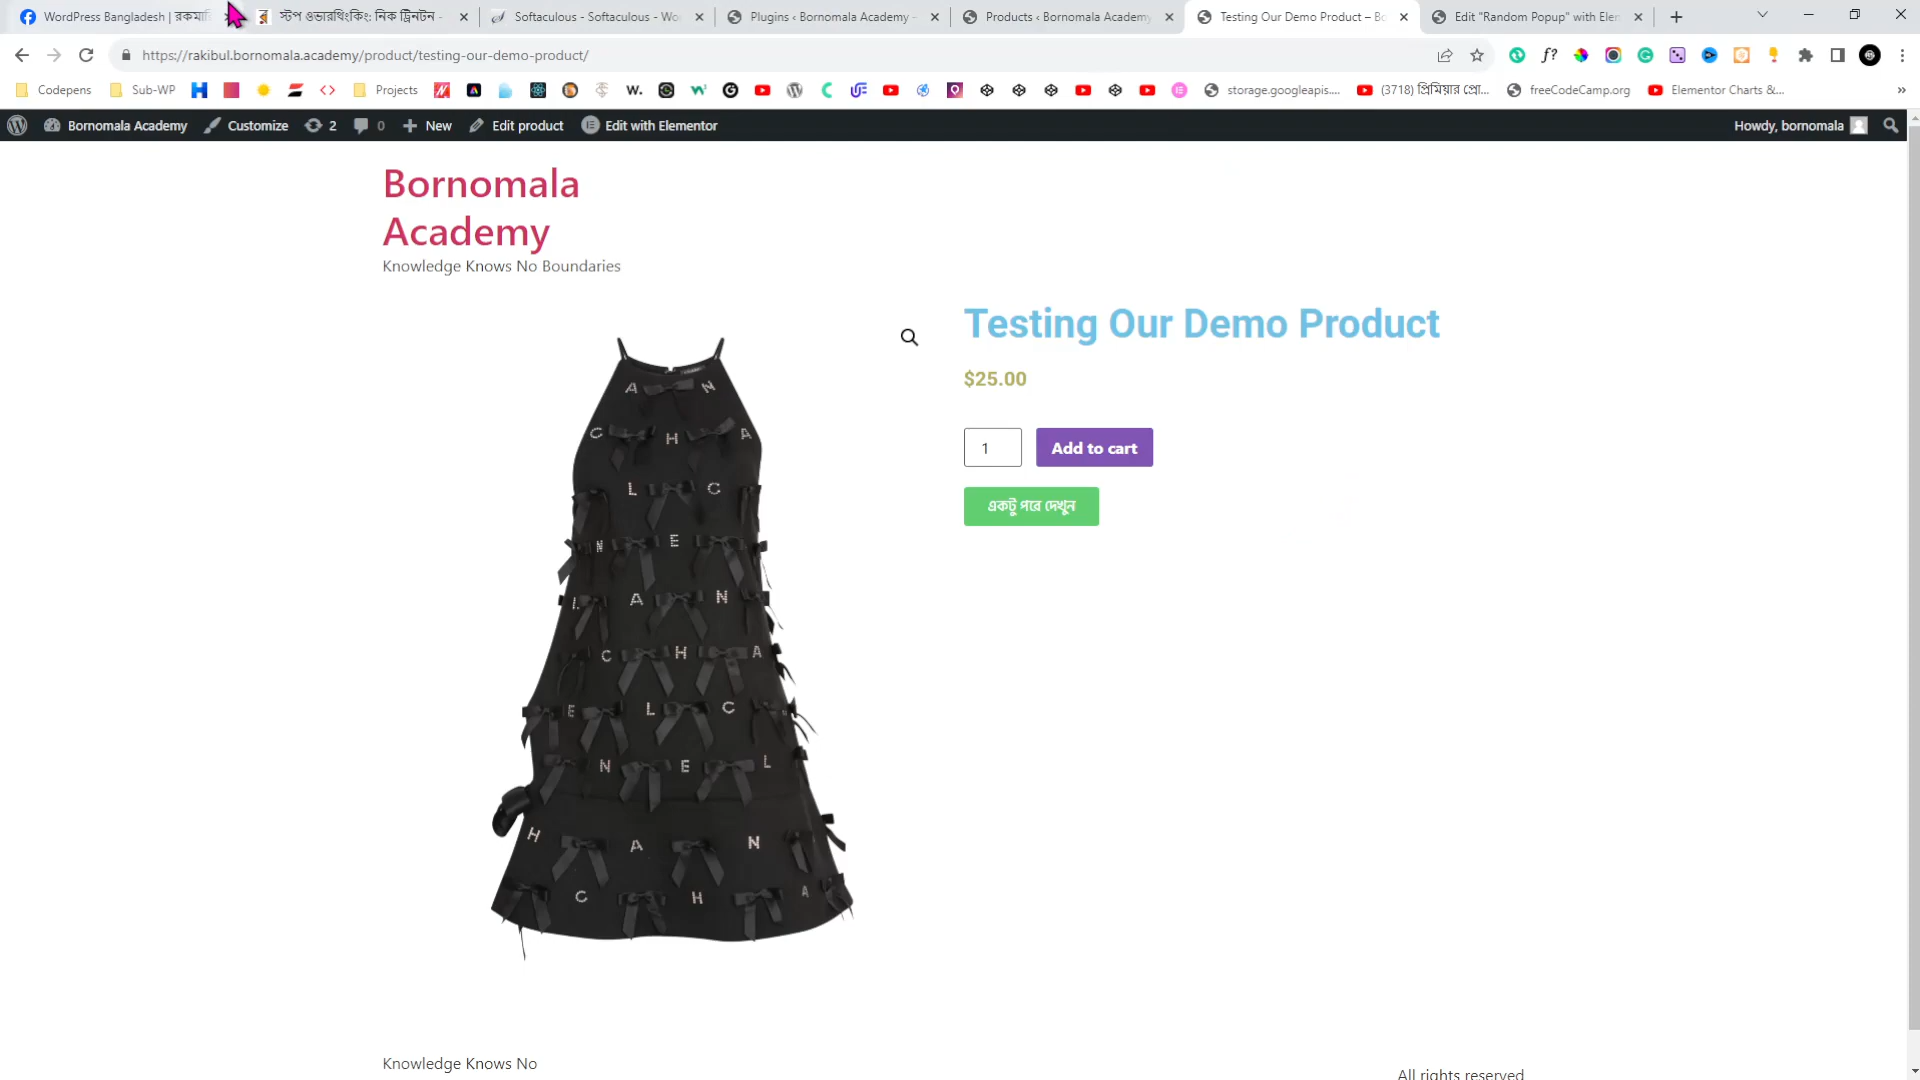 WordPress Bangladesh | রকমারি
স্টপ ওভারথিংকিং: নিক ট্রিনটন -
Softaculous - Softaculous - Wo
Plugins ‹ Bornomala Academy -
Products ‹ Bornomala Academy
Testing Our Demo Product – Bo
Edit "Random Popup" with Elem
https://rakibul.bornomala.academy/product/testing-our-demo-product/
Codepens
Sub-WP
Projects
storage.googleapis....
(3718) প্রিমিয়ার প্রো...
freeCodeCamp.org
Elementor Charts &...
Bornomala Academy
Customize
2
0
New
Edit product
Edit with Elementor
Howdy, bornomala
Bornomala
Academy
Knowledge Knows No Boundaries
Testing Our Demo Product
$25.00
1
Add to cart
একটু পরে দেখুন
A N
C H A
L C
N E
L A N
C H A
E L C
N E L
H A N
C H A
Knowledge Knows No
All rights reserved